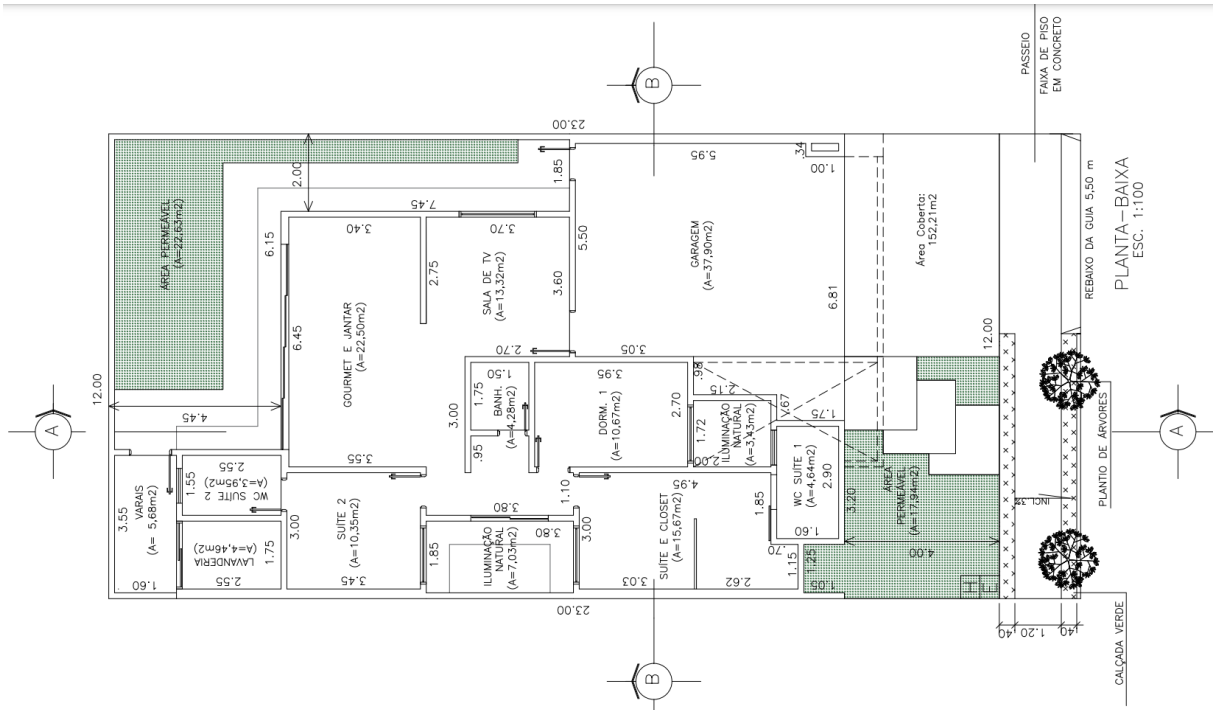 B
PASSEIO
FAIXA DE PISO
EM CONCRETO
23.00
12.00
ÁREA PERMEÁVEL
(A=22,63m2)
2.00
1.85
5.95
.34
1.00
4.45
6.15
7.45
6.45
3.40
3.70
2.75
SALA DE TV
(A=13,32m2)
3.60
5.50
GARAGEM
(A=37,90m2)
6.81
Área Coberta:
152,21m2
REBAIXO DA GUIA 5,50 m
PLANTA-BAIXA
ESC. 1:100
GOURMET E JANTAR
(A=22,50m2)
2.70
3.05
12.00
A
3.00
1.50
1.75
BANH.
(A=4,28m2)
3.95
DORM. 1
(A=10,67m2)
2.70
.98
2.15
.67
1.75
1.72
ILUMINAÇÃO
NATURAL
(A=3,43m2)
2.00
.95
3.55
3.55
VARAIS
(A= 5,68m2)
2.55
1.55
WC SUÍTE 2
(A=3,95m2)
3.00
SUÍTE 2
(A=10,35m2)
1.10
4.95
3.80
3.00
1.85
WC SUÍTE 1
(A=4,64m2)
2.90
3.20
ÁREA
PERMEÁVEL
(A=17,94m2)
PLANTIO DE ÁRVORES
A
INCL.3%
LAVANDERIA
(A=4,46m2)
1.75
1.85
3.80
ILUMINAÇÃO
NATURAL
(A=7,03m2)
SUÍTE E CLOSET
(A=15,67m2)
.70
1.60
1.15
1.25
4.00
1.60
2.55
3.45
3.03
2.62
1.05
H
E
23.00
.40
1.20
.40
CALÇADA VERDE
B